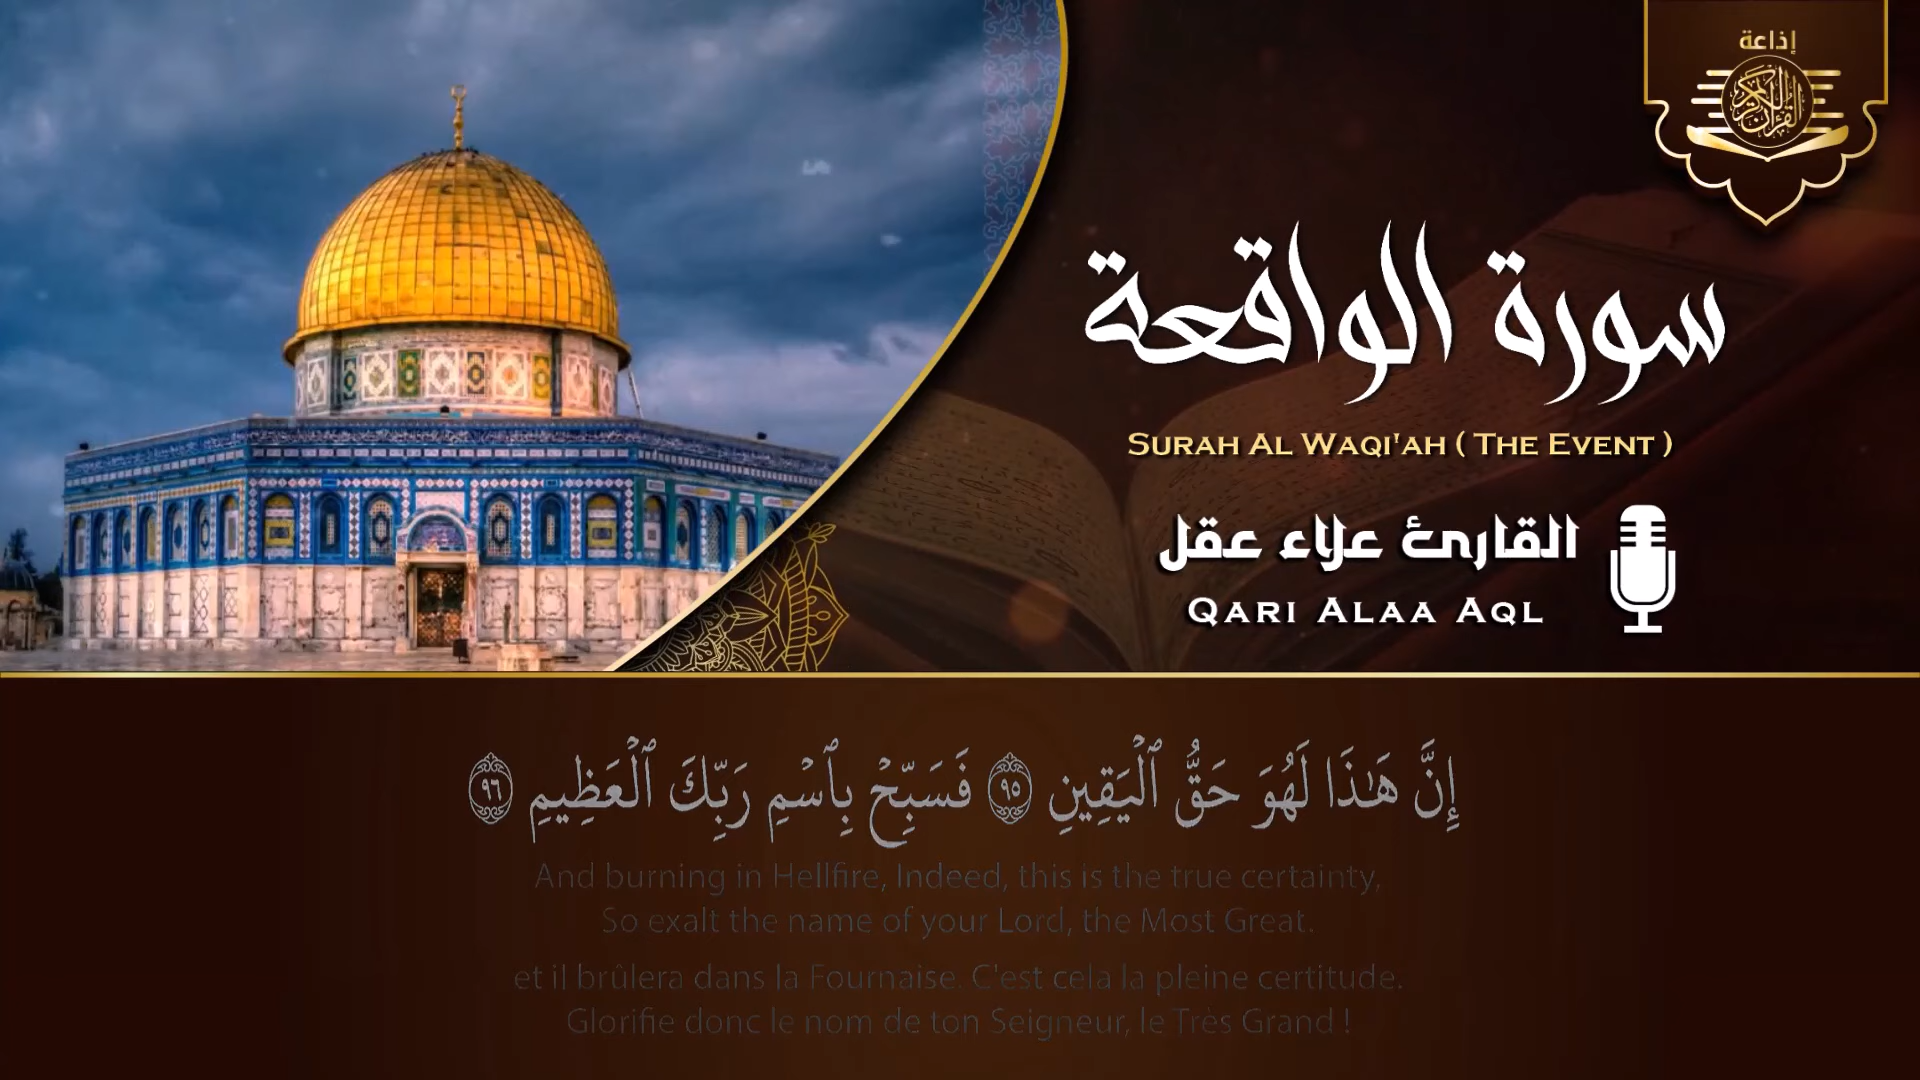 إذاعة
القرآن الكريم
سورة الواقعة
SURAH AL WAQI'AH ( THE EVENT )
القارئ علاء عقل
QARI ALAA AQL
إِنَّ هَٰذَا لَهُوَ حَقُّ ٱلْيَقِينِ ٩٥ فَسَبِّحْ بِٱسْمِ رَبِّكَ ٱلْعَظِيمِ ٩٦
And burning in Hellfire, Indeed, this is the true certainty,
So exalt the name of your Lord, the Most Great.
et il brûlera dans la Fournaise. C'est cela la pleine certitude.
Glorifie donc le nom de ton Seigneur, le Très Grand !